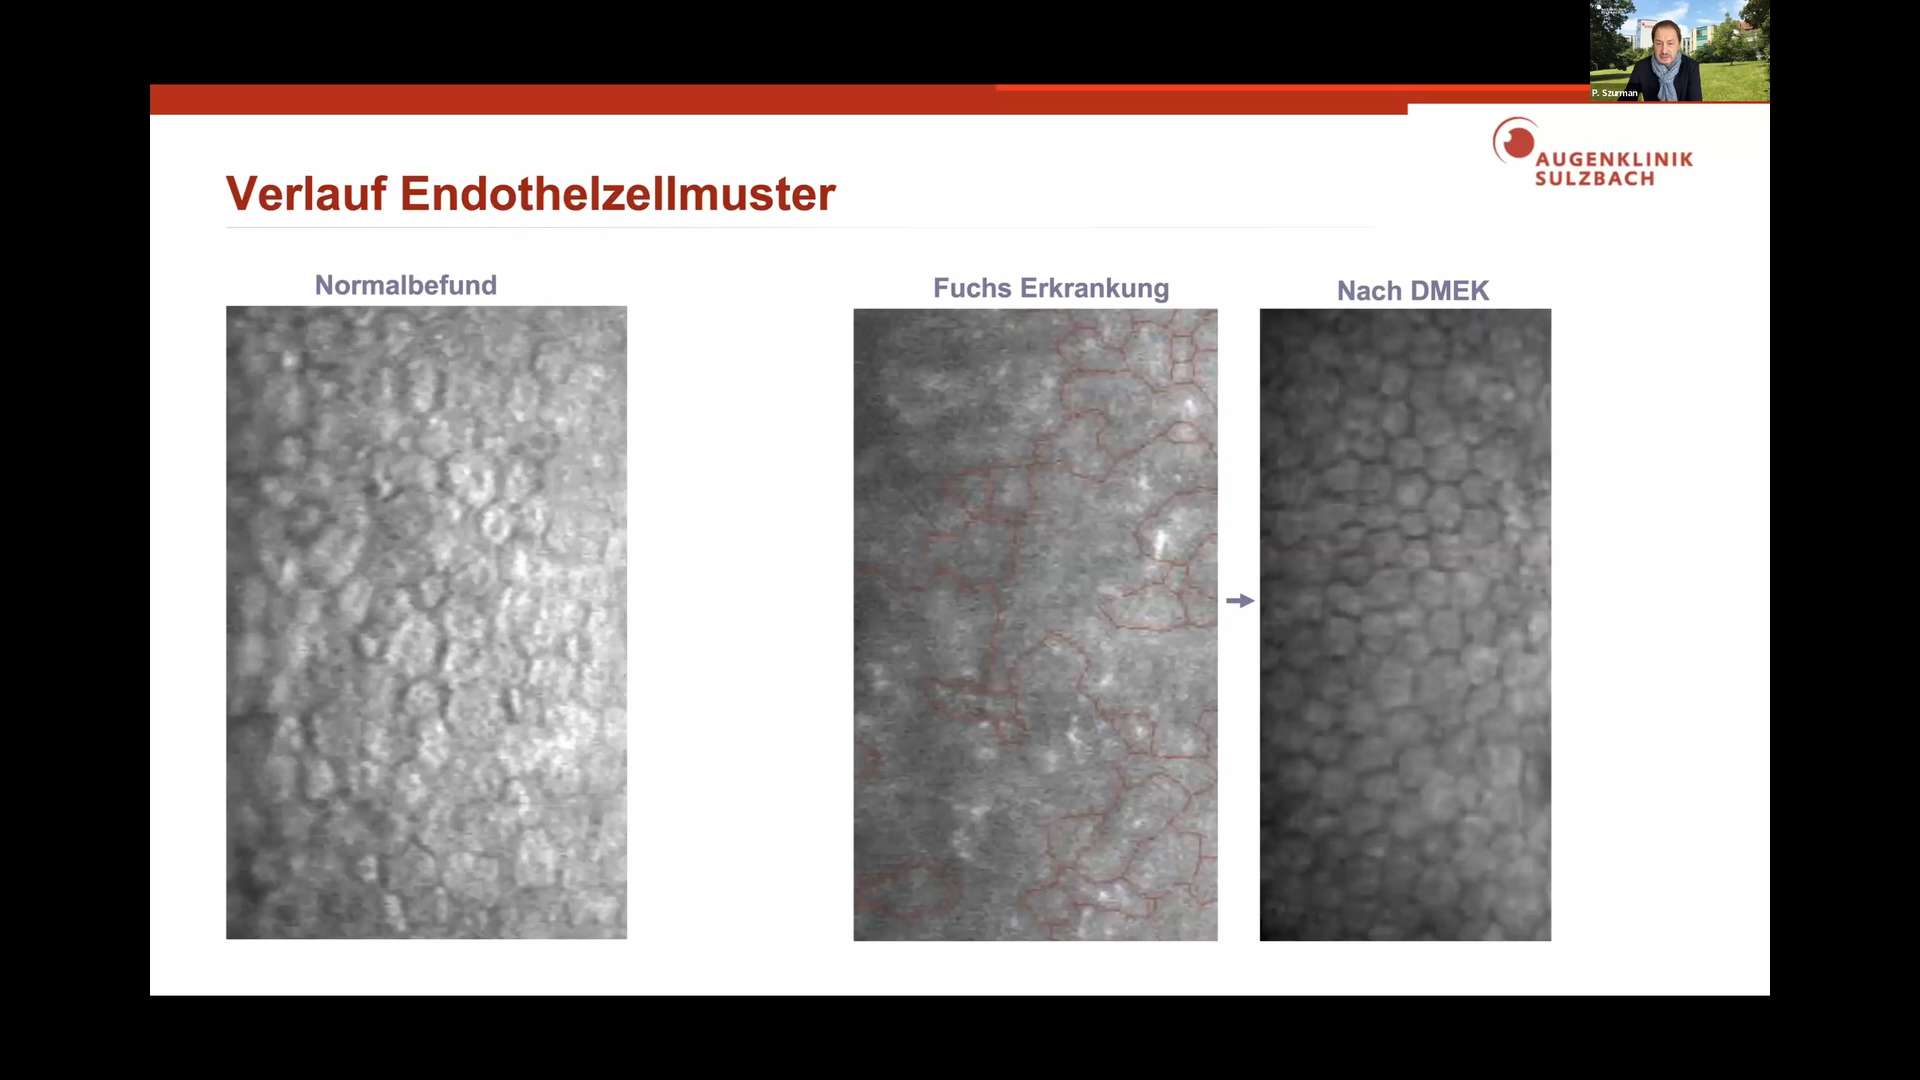 P. Szurman
AUGENKLINIK
SULZBACH
Verlauf Endothelzellmuster
Normalbefund
Fuchs Erkrankung
Nach DMEK